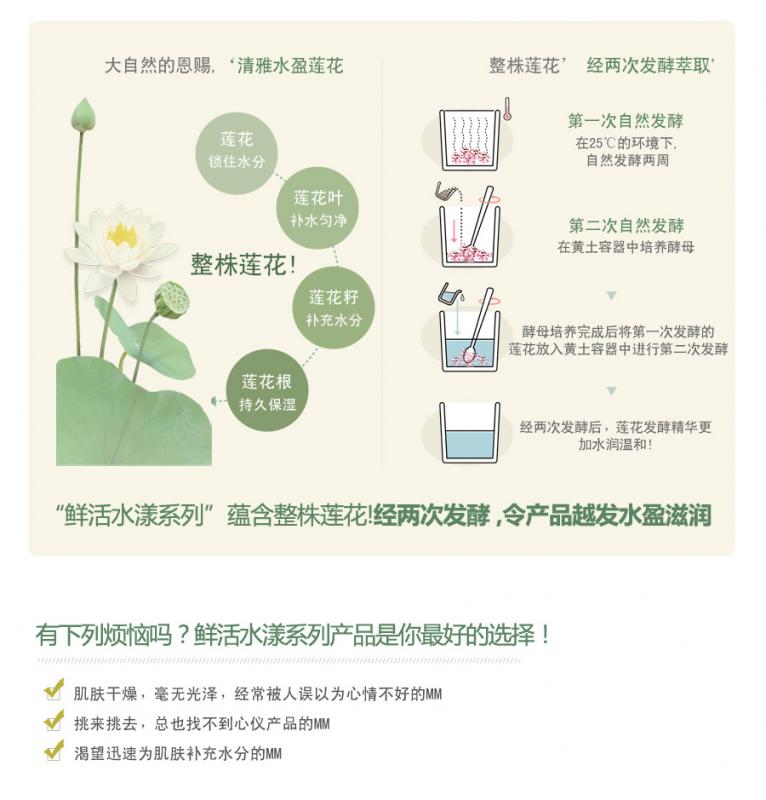 大自然的恩赐,‘清雅水盈莲花
莲花
锁住水分
莲花叶
补水匀净
整株莲花!
莲花籽
补充水分
莲花根
持久保湿
整株莲花’ 经两次发酵萃取’
第一次自然发酵
在25℃的环境下,
自然发酵两周
第二次自然发酵
在黄土容器中培养酵母
酵母培养完成后将第一次发酵的
莲花放入黄土容器中进行第二次发酵
经两次发酵后，莲花发酵精华更
加水润温和!
“鲜活水漾系列”蕴含整株莲花!经两次发酵,令产品越发水盈滋润
有下列烦恼吗？鲜活水漾系列产品是你最好的选择！
肌肤干燥，毫无光泽，经常被人误以为心情不好的MM
挑来挑去，总也找不到心仪产品的MM
渴望迅速为肌肤补充水分的MM